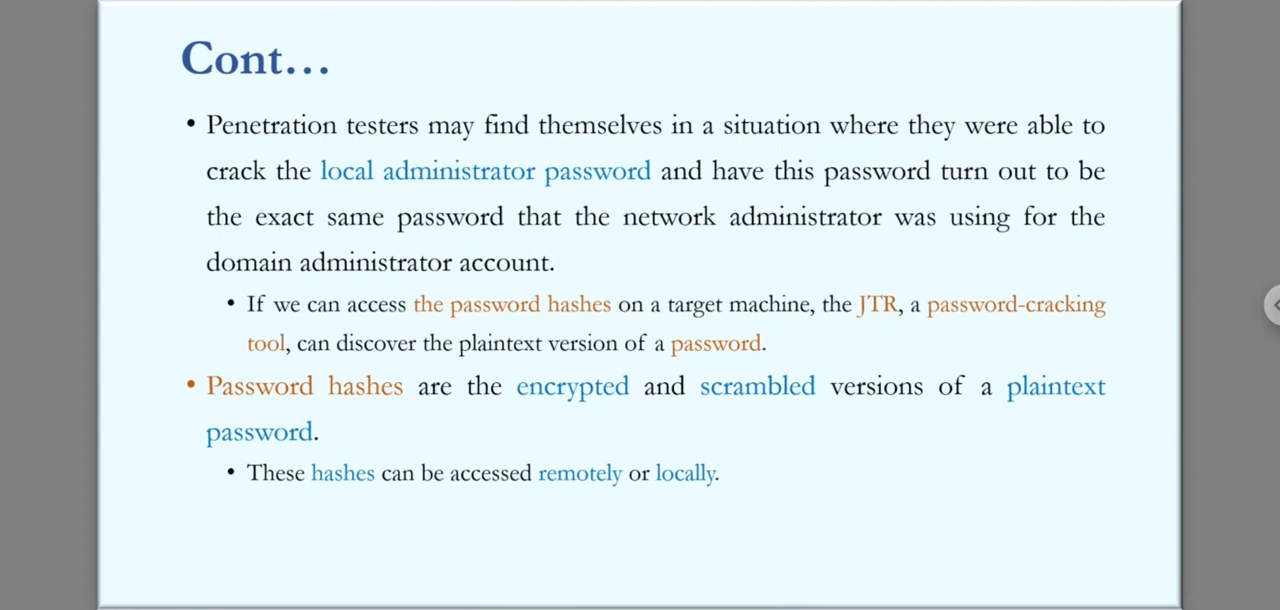 Cont…
• Penetration testers may find themselves in a situation where they were able to
crack the local administrator password and have this password turn out to be
the exact same password that the network administrator was using for the
domain administrator account.
• If we can access the password hashes on a target machine, the JTR, a password-cracking
tool, can discover the plaintext version of a password.
• Password hashes are the encrypted and scrambled versions of a plaintext
password.
• These hashes can be accessed remotely or locally.